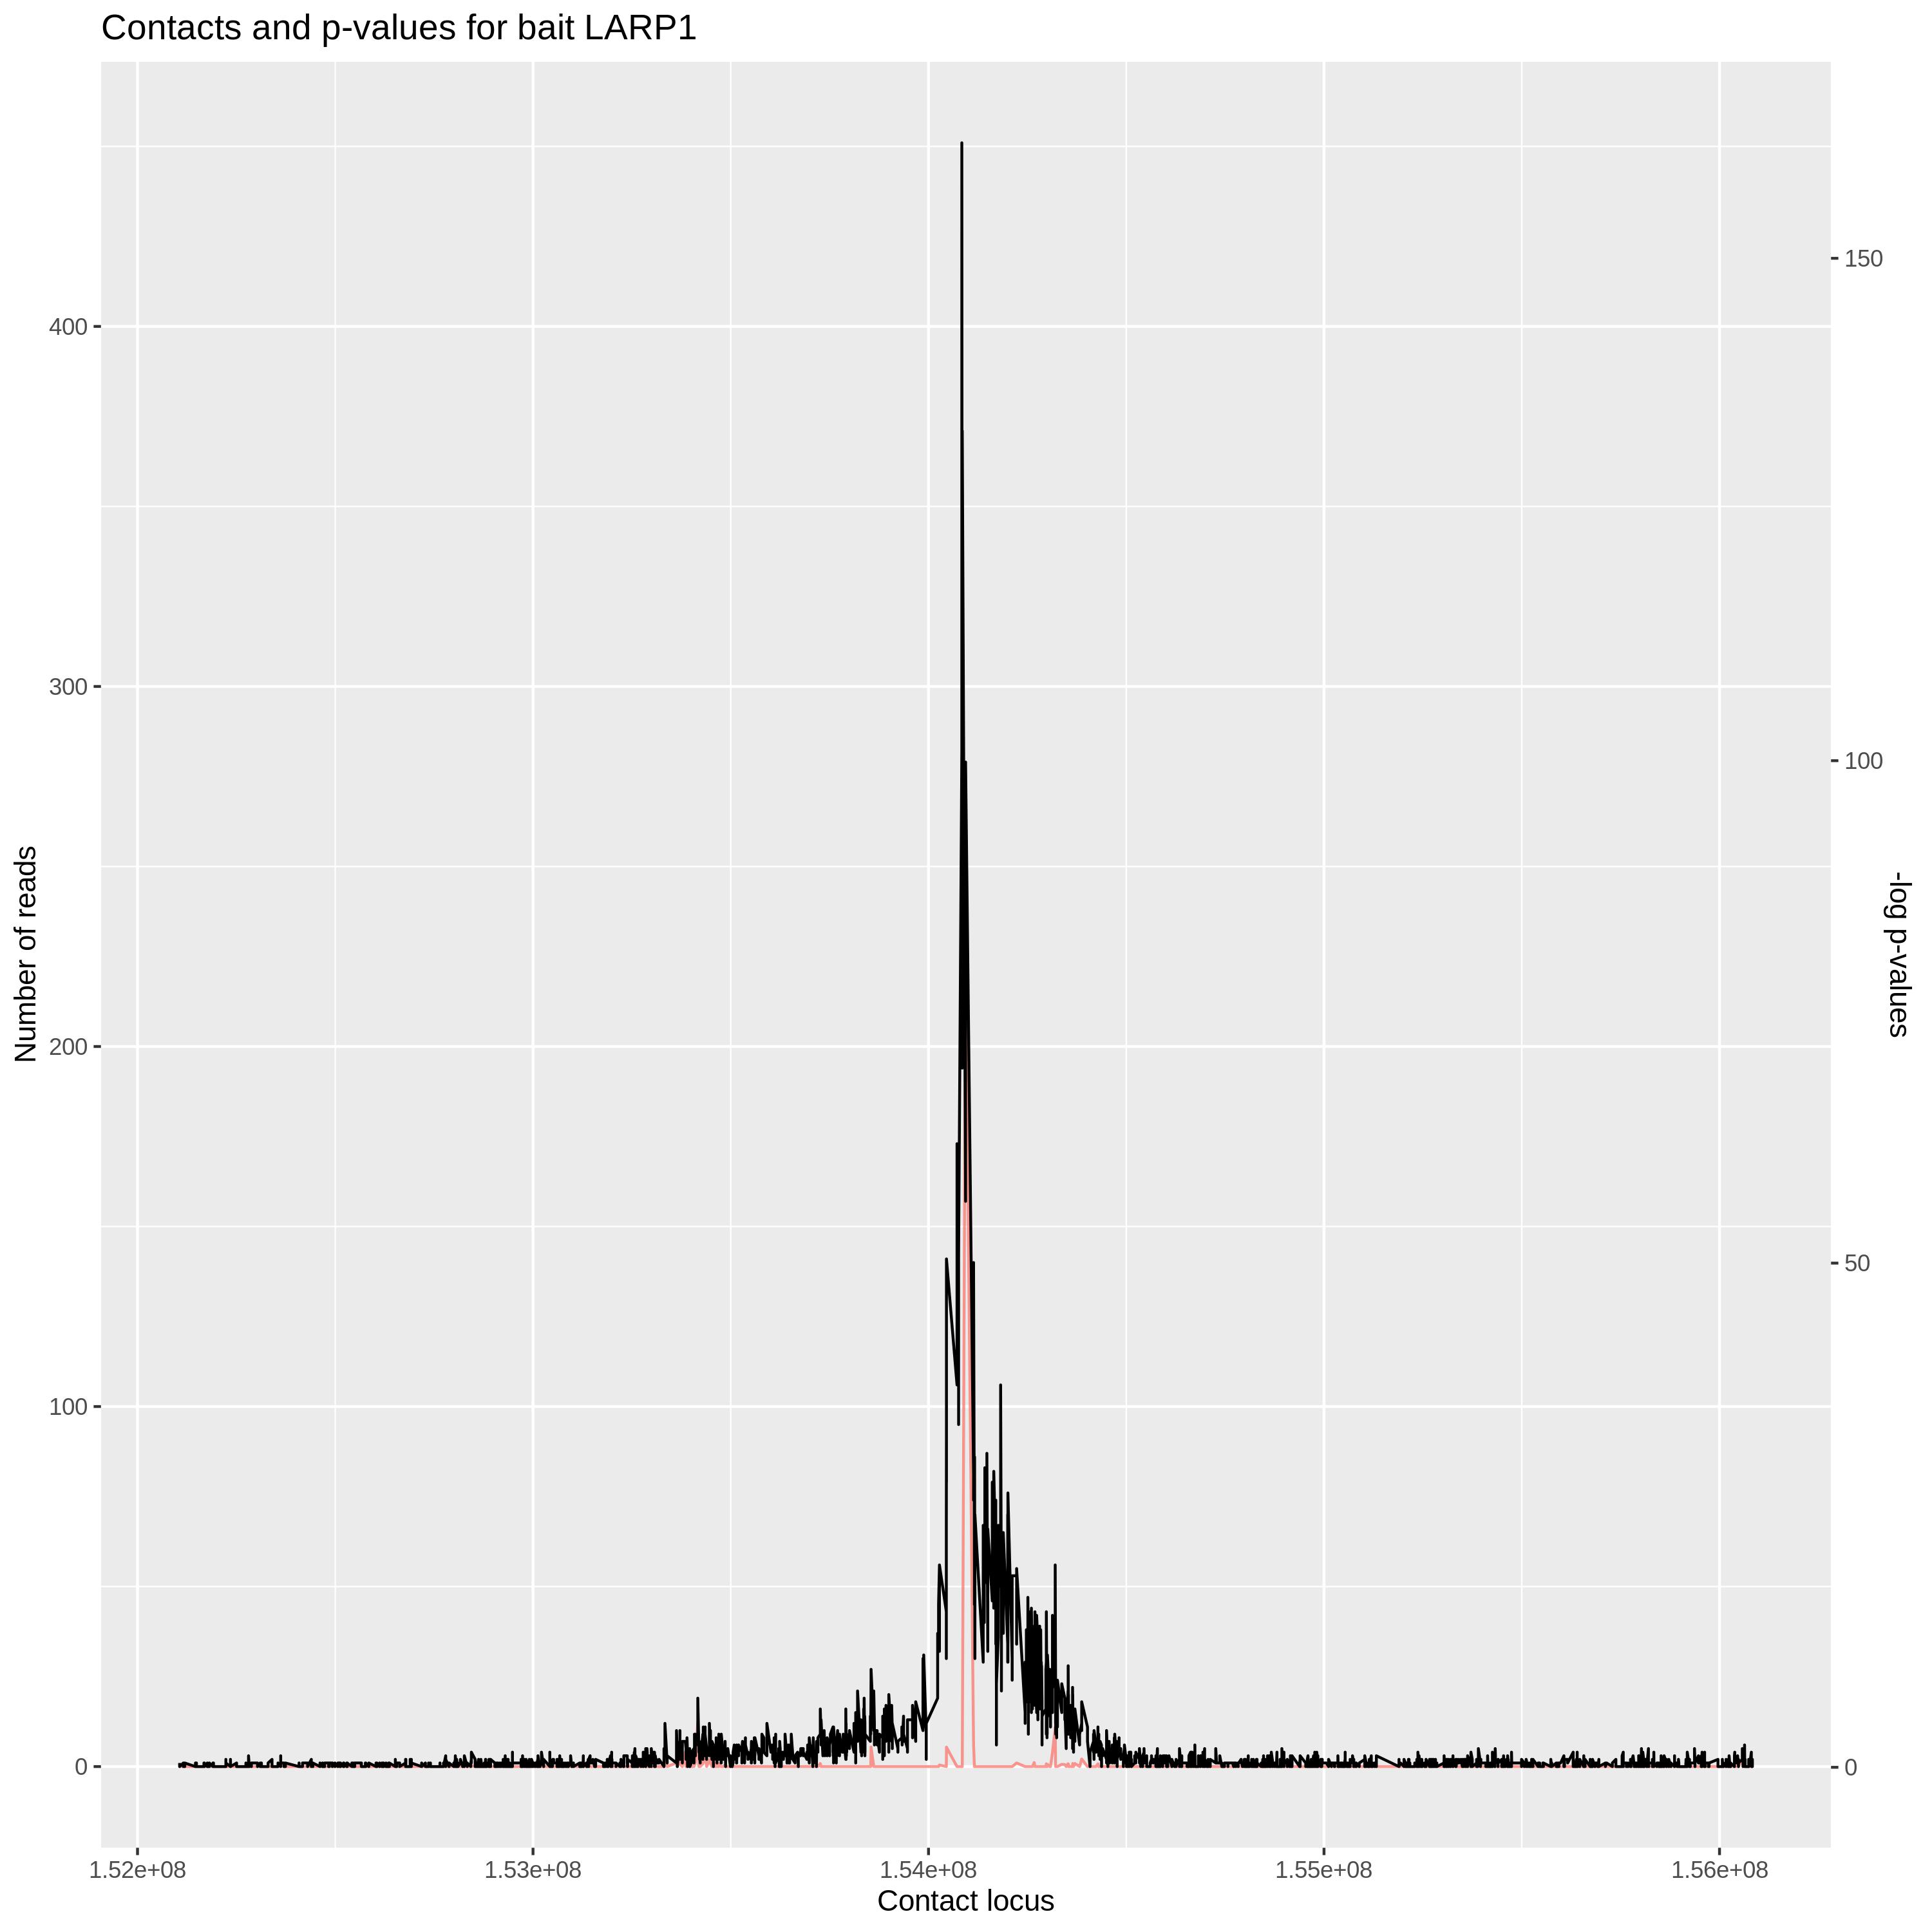 Contacts and p-values for bait LARP1
400
300
200
100
0
Number of reads
150
100
50
0
-log p-values
1.52e+08 1.53e+08 1.54e+08 1.55e+08 1.56e+08
Contact locus